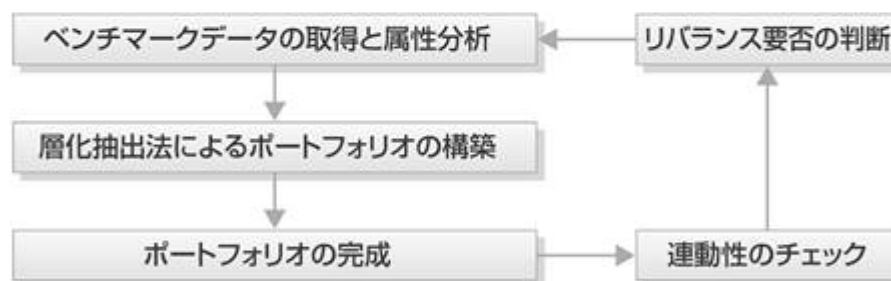 ベンチマークデータの取得と属性分析
リバランス要否の判断
層化抽出法によるポートフォリオの構築
ポートフォリオの完成
連動性のチェック